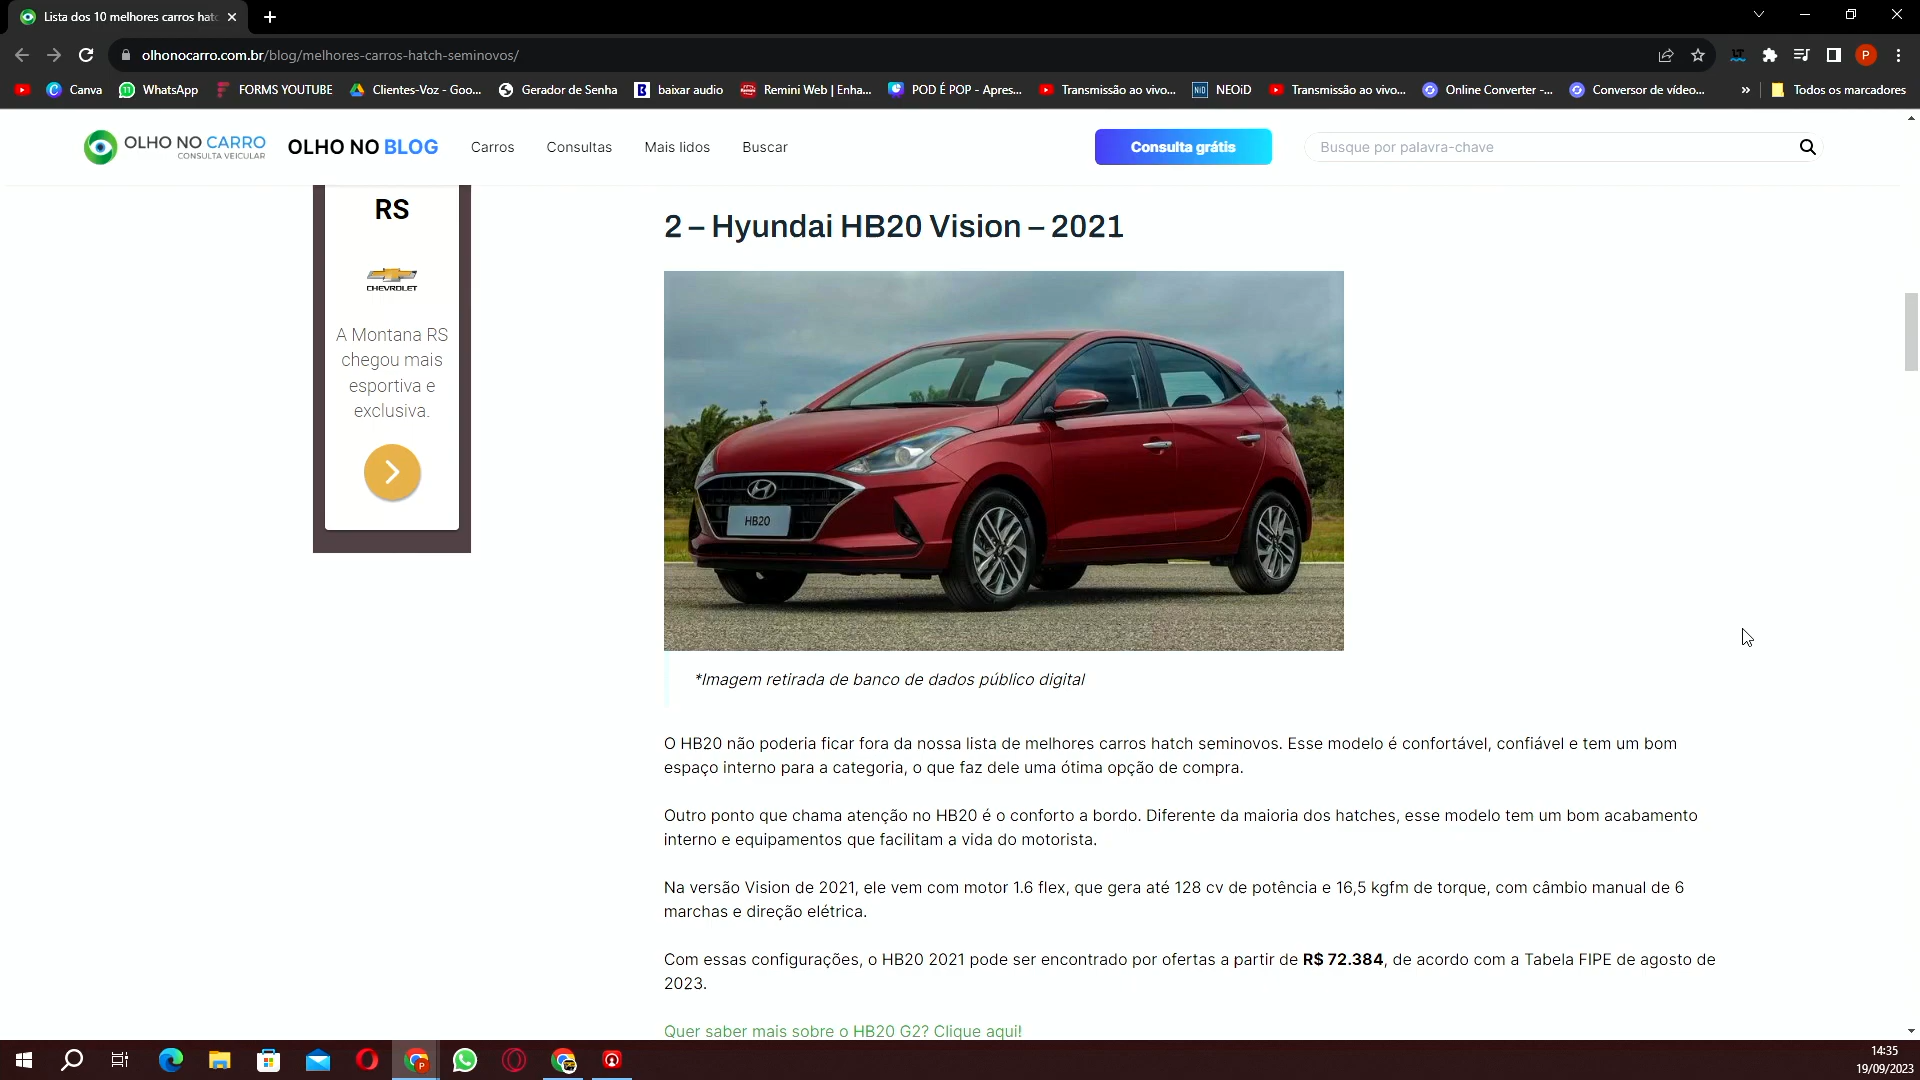 Lista dos 10 melhores carros hatc
olhonocarro.com.br/blog/melhores-carros-hatch-seminovos/
P
Canva
WhatsApp
FORMS YOUTUBE
Clientes-Voz - Goo...
Gerador de Senha
baixar audio
Remini Web | Enha...
POD É POP - Apres...
Transmissão ao vivo...
NEOiD
Transmissão ao vivo...
Online Converter -...
Conversor de vídeo...
»
Todos os marcadores
OLHO NO CARRO
CONSULTA VEICULAR
OLHO NO BLOG
Carros
Consultas
Mais lidos
Buscar
Consulta grátis
Busque por palavra-chave
RS
CHEVROLET
A Montana RS
chegou mais
esportiva e
exclusiva.
2 – Hyundai HB20 Vision – 2021
HB20
*Imagem retirada de banco de dados público digital
O HB20 não poderia ficar fora da nossa lista de melhores carros hatch seminovos. Esse modelo é confortável, confiável e tem um bom
espaço interno para a categoria, o que faz dele uma ótima opção de compra.
Outro ponto que chama atenção no HB20 é o conforto a bordo. Diferente da maioria dos hatches, esse modelo tem um bom acabamento
interno e equipamentos que facilitam a vida do motorista.
Na versão Vision de 2021, ele vem com motor 1.6 flex, que gera até 128 cv de potência e 16,5 kgfm de torque, com câmbio manual de 6
marchas e direção elétrica.
Com essas configurações, o HB20 2021 pode ser encontrado por ofertas a partir de R$ 72.384, de acordo com a Tabela FIPE de agosto de
2023.
Quer saber mais sobre o HB20 G2? Clique aqui!
14:35
19/09/2023